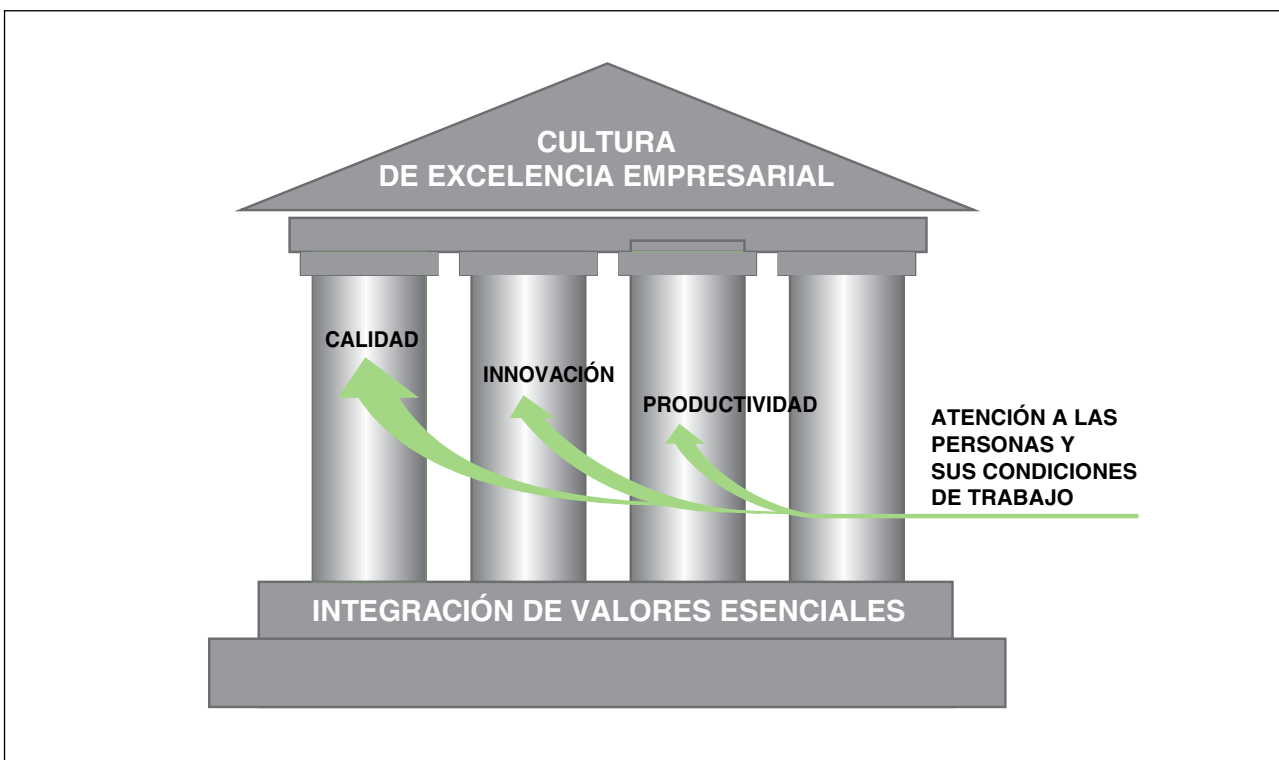 CULTURA
DE EXCELENCIA EMPRESARIAL
CALIDAD
INNOVACIÓN
PRODUCTIVIDAD
ATENCIÓN A LAS
PERSONAS Y
SUS CONDICIONES
DE TRABAJO
INTEGRACIÓN DE VALORES ESENCIALES